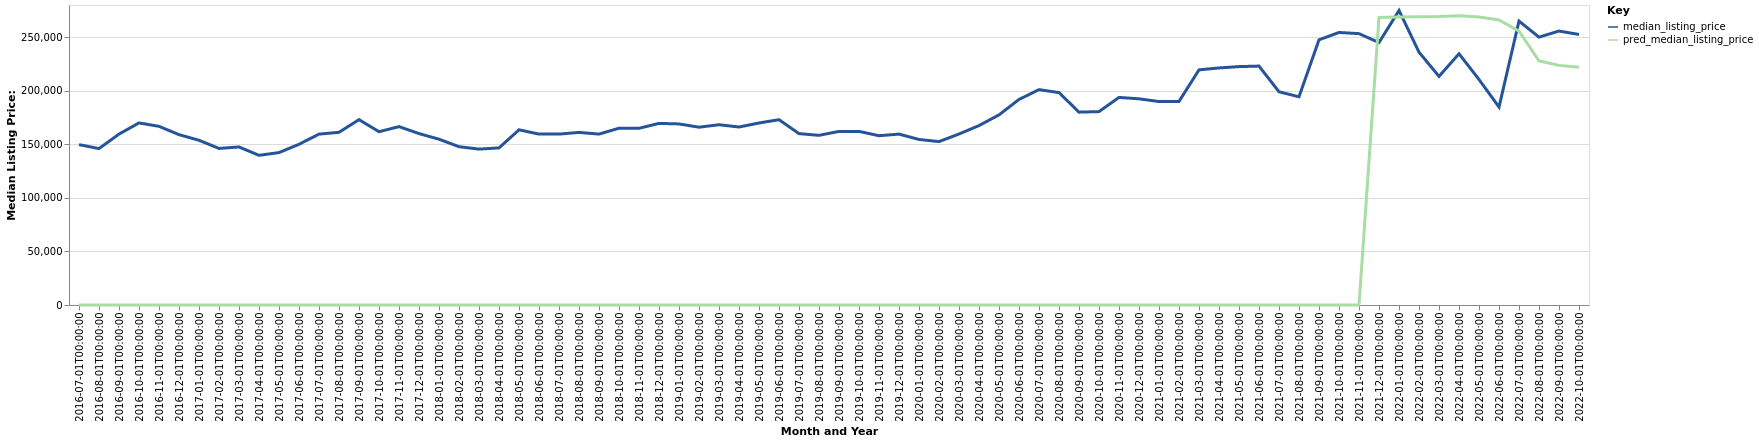 Key
median_listing_price
pred_median_listing_price
Median Listing Price:
250,000
200,000
150,000
100,000
50,000
0
2016-07-01T00:00:00
2016-08-01T00:00:00
2016-09-01T00:00:00
2016-10-01T00:00:00
2016-11-01T00:00:00
2016-12-01T00:00:00
2017-01-01T00:00:00
2017-02-01T00:00:00
2017-03-01T00:00:00
2017-04-01T00:00:00
2017-05-01T00:00:00
2017-06-01T00:00:00
2017-07-01T00:00:00
2017-08-01T00:00:00
2017-09-01T00:00:00
2017-10-01T00:00:00
2017-11-01T00:00:00
2017-12-01T00:00:00
2018-01-01T00:00:00
2018-02-01T00:00:00
2018-03-01T00:00:00
2018-04-01T00:00:00
2018-05-01T00:00:00
2018-06-01T00:00:00
2018-07-01T00:00:00
2018-08-01T00:00:00
2018-09-01T00:00:00
2018-10-01T00:00:00
2018-11-01T00:00:00
2018-12-01T00:00:00
2019-01-01T00:00:00
2019-02-01T00:00:00
2019-03-01T00:00:00
2019-04-01T00:00:00
2019-05-01T00:00:00
2019-06-01T00:00:00
2019-07-01T00:00:00
2019-08-01T00:00:00
2019-09-01T00:00:00
2019-10-01T00:00:00
2019-11-01T00:00:00
2019-12-01T00:00:00
2020-01-01T00:00:00
2020-02-01T00:00:00
2020-03-01T00:00:00
2020-04-01T00:00:00
2020-05-01T00:00:00
2020-06-01T00:00:00
2020-07-01T00:00:00
2020-08-01T00:00:00
2020-09-01T00:00:00
2020-10-01T00:00:00
2020-11-01T00:00:00
2020-12-01T00:00:00
2021-01-01T00:00:00
2021-02-01T00:00:00
2021-03-01T00:00:00
2021-04-01T00:00:00
2021-05-01T00:00:00
2021-06-01T00:00:00
2021-07-01T00:00:00
2021-08-01T00:00:00
2021-09-01T00:00:00
2021-10-01T00:00:00
2021-11-01T00:00:00
2021-12-01T00:00:00
2022-01-01T00:00:00
2022-02-01T00:00:00
2022-03-01T00:00:00
2022-04-01T00:00:00
2022-05-01T00:00:00
2022-06-01T00:00:00
2022-07-01T00:00:00
2022-08-01T00:00:00
2022-09-01T00:00:00
2022-10-01T00:00:00
Month and Year